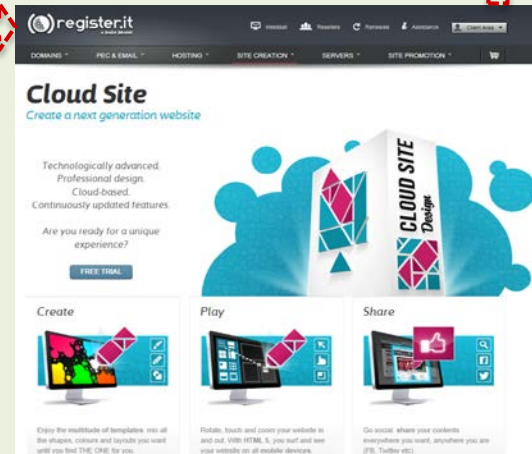 register.it
Resellers
Renewals
Assistance
Client Area
DOMAINS
PEC & EMAIL
HOSTING
SITE CREATION
SERVERS
SITE PROMOTION
Cloud Site
Create a next generation website
Technologically advanced.
Professional design.
Cloud-based.
Continuously updated features.
Are you ready for a unique
experience?
FREE TRIAL
CLOUD SITE
Design
Create
Play
Share
Enjoy the multitude of templates: mix all
the shapes, colours and layouts you want
until you find THE ONE for you.
Rotate, touch and zoom your website in
and out. With HTML 5, you surf and see
your website on all mobile devices.
Go social: share your contents
everywhere you want, anywhere you are
(FB, Twitter etc)